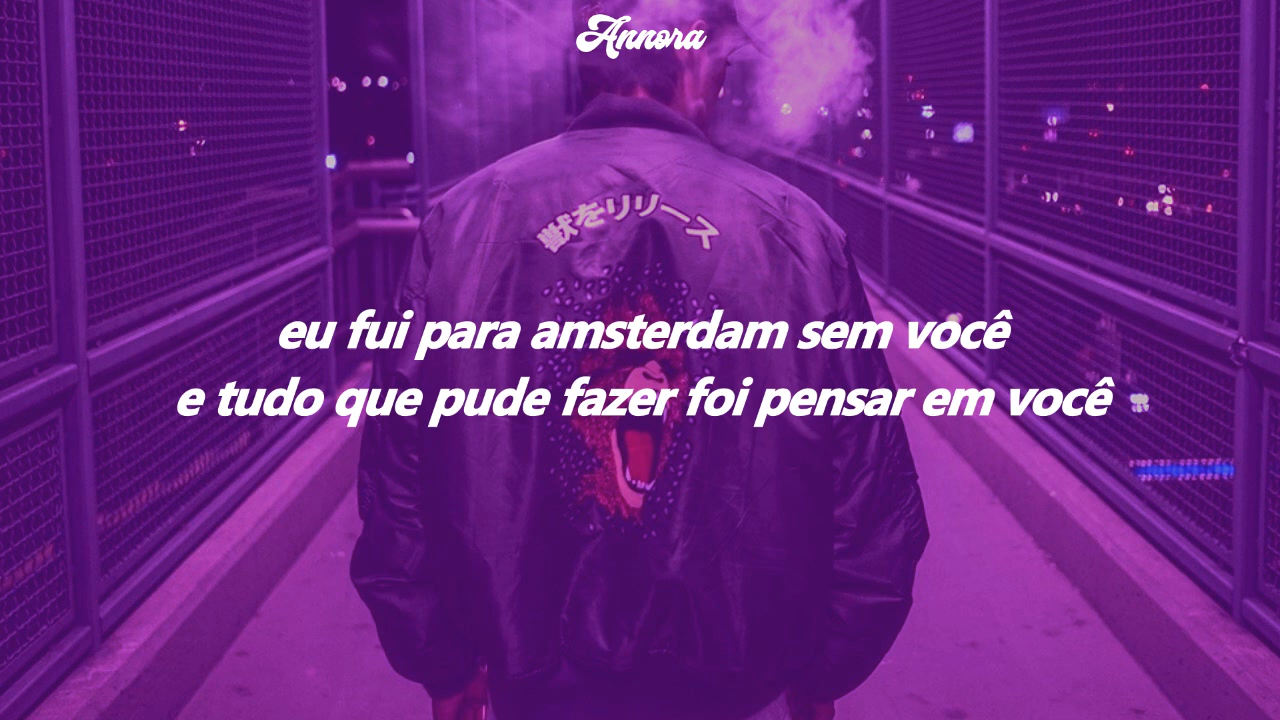 Annora
獣をリリース
eu fui para amsterdam sem você
e tudo que pude fazer foi pensar em você